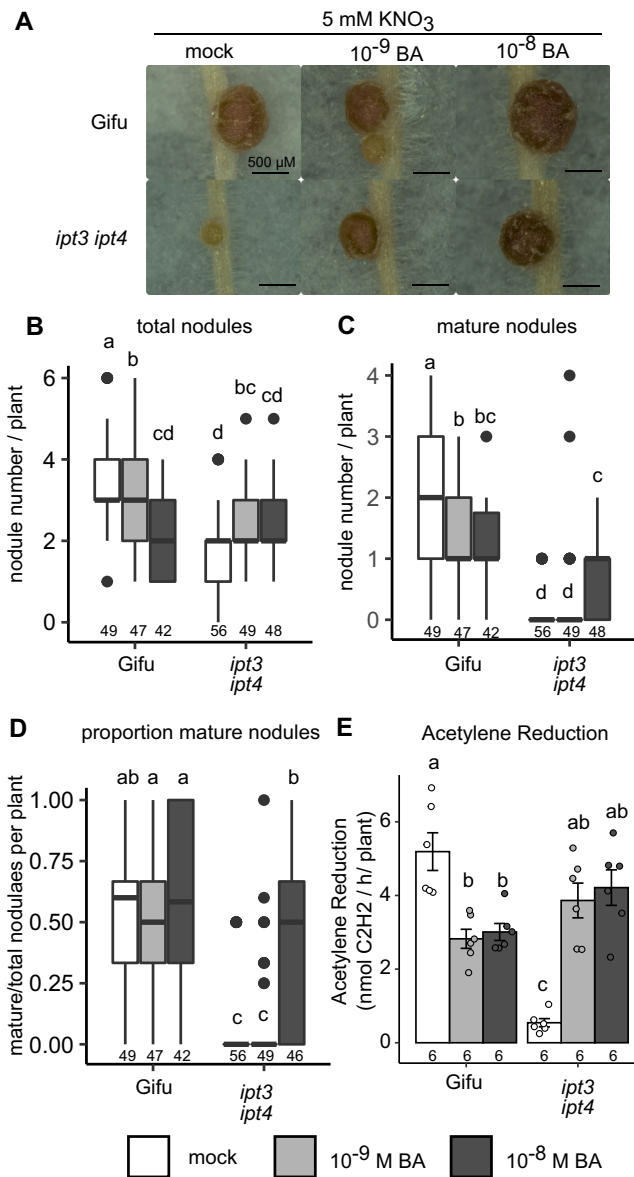 A
5 mM KNO3
mock 10-9 BA 10-8 BA
Gifu
500 µM
ipt3 ipt4
B total nodules
nodule number / plant
6
4
2
0
a b cd d bc cd
49 47 42 56 49 48
Gifu ipt3
ipt4
C mature nodules
nodule number / plant
4
3
2
1
0
a b bc d d c
49 47 42 56 49 48
Gifu ipt3
ipt4
D proportion mature nodules
mature/total nodulaes per plant
1.00
0.75
0.50
0.25
0.00
ab a a c c b
49 47 42 56 49 46
Gifu ipt3
ipt4
E Acetylene Reduction
Acetylene Reduction
(nmol C2H2 / h/ plant)
6
4
2
0
a b b c ab ab
6 6 6 6 6 6
Gifu ipt3
ipt4
mock 10-9 M BA 10-8 M BA